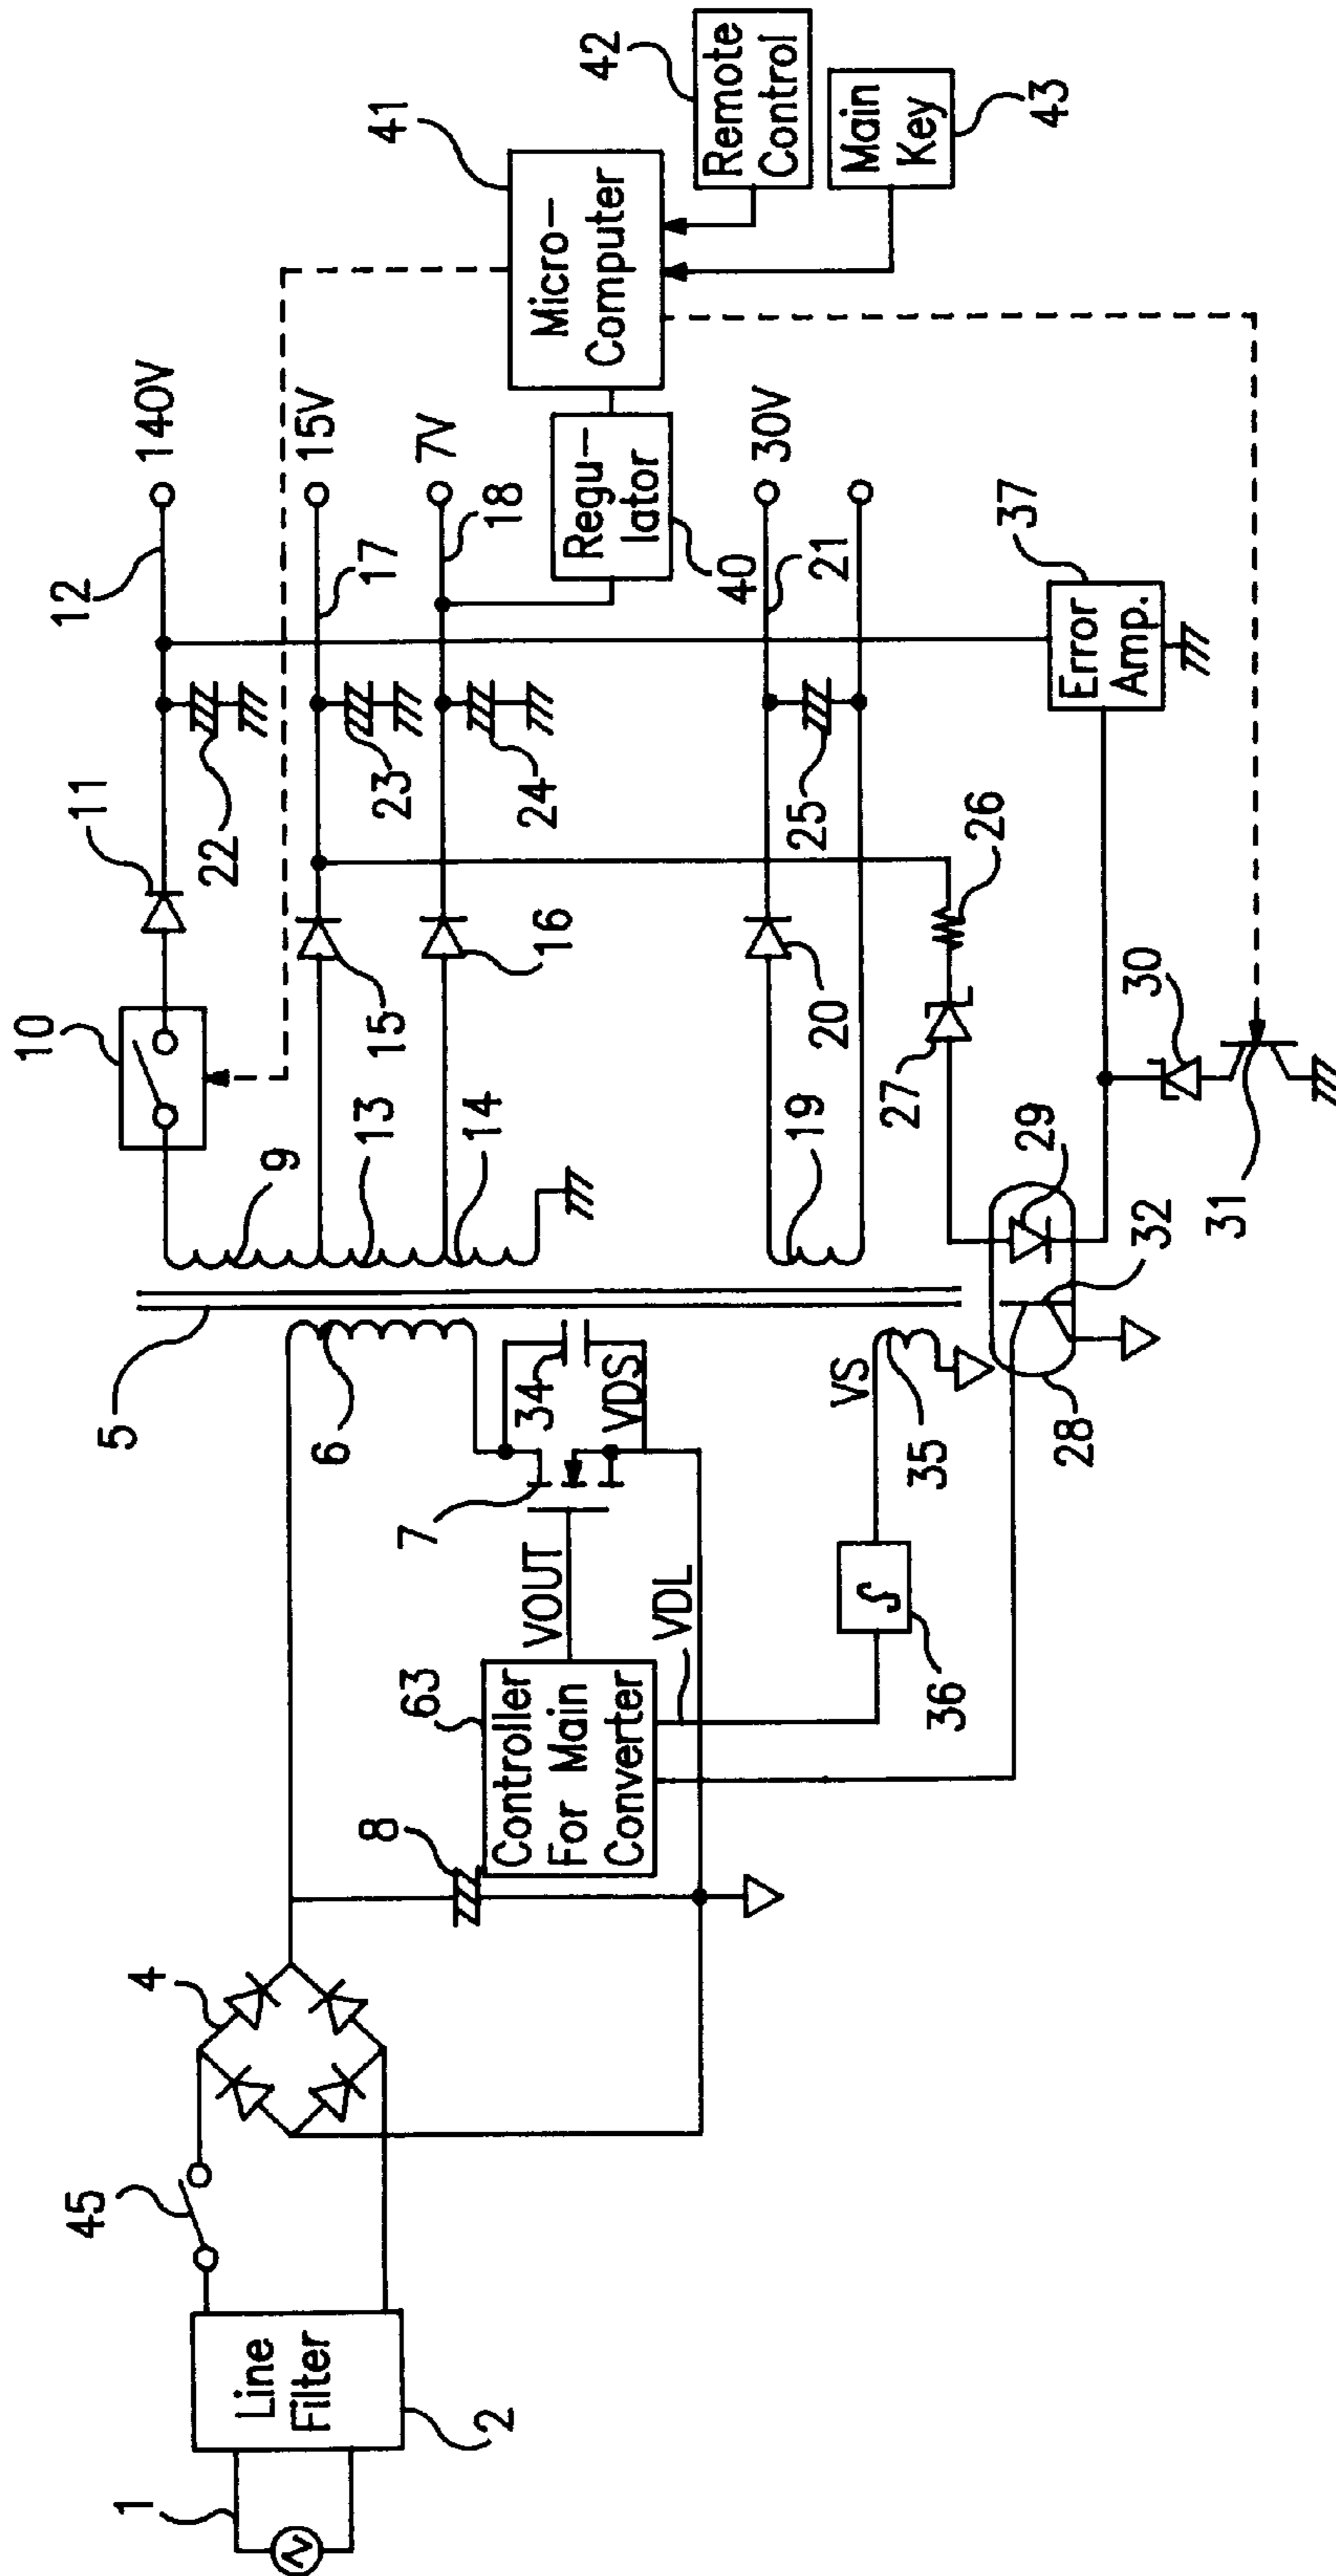 1
Line
Filter
2
45
4
8
63
Controller
For Main
Converter
VOUT
VDL
36
5
6
7
34
VDS
VS
35
28
9
10
11
12
140V
13
14
15
16
17
15V
18
7V
22
23
24
19
20
25
21
30V
26
27
29
30
31
32
37
Error
Amp.
40
Regu-
lator
41
Micro-
Computer
42
Remote
Control
Main
Key
43